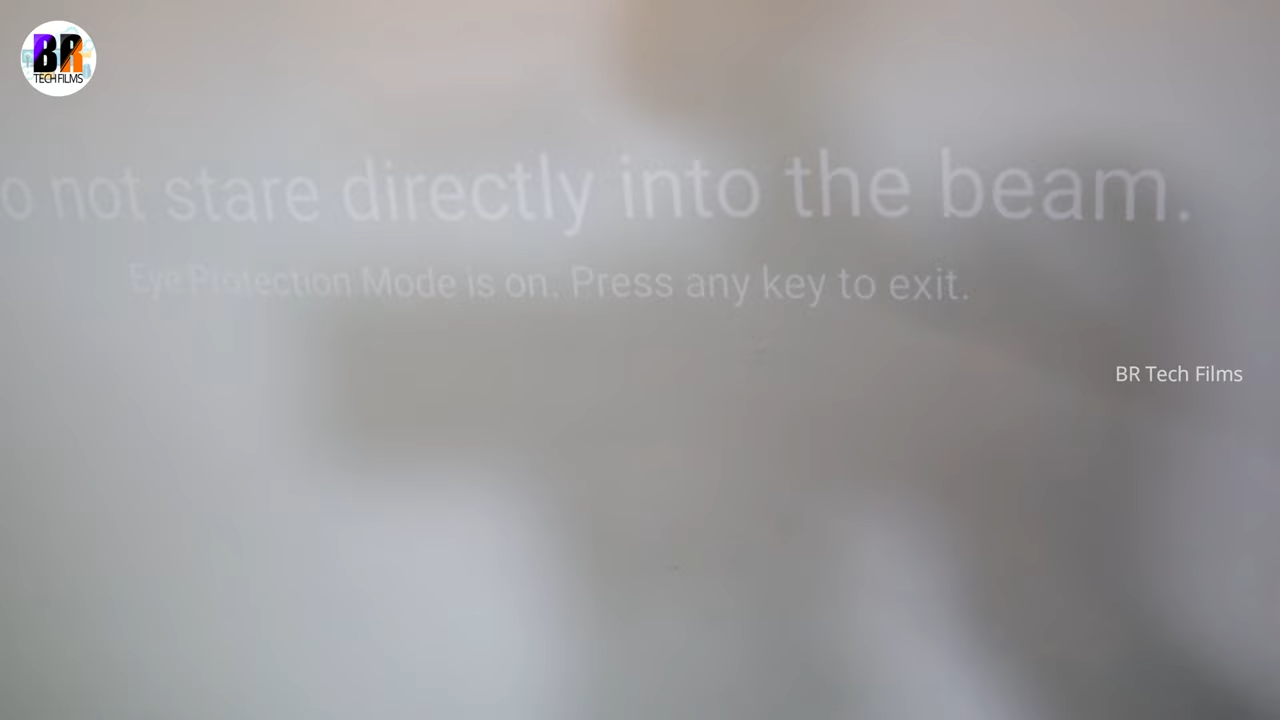 BR
TECH FILMS
o not stare directly into the beam.
Eye Protection Mode is on. Press any key to exit.
BR Tech Films